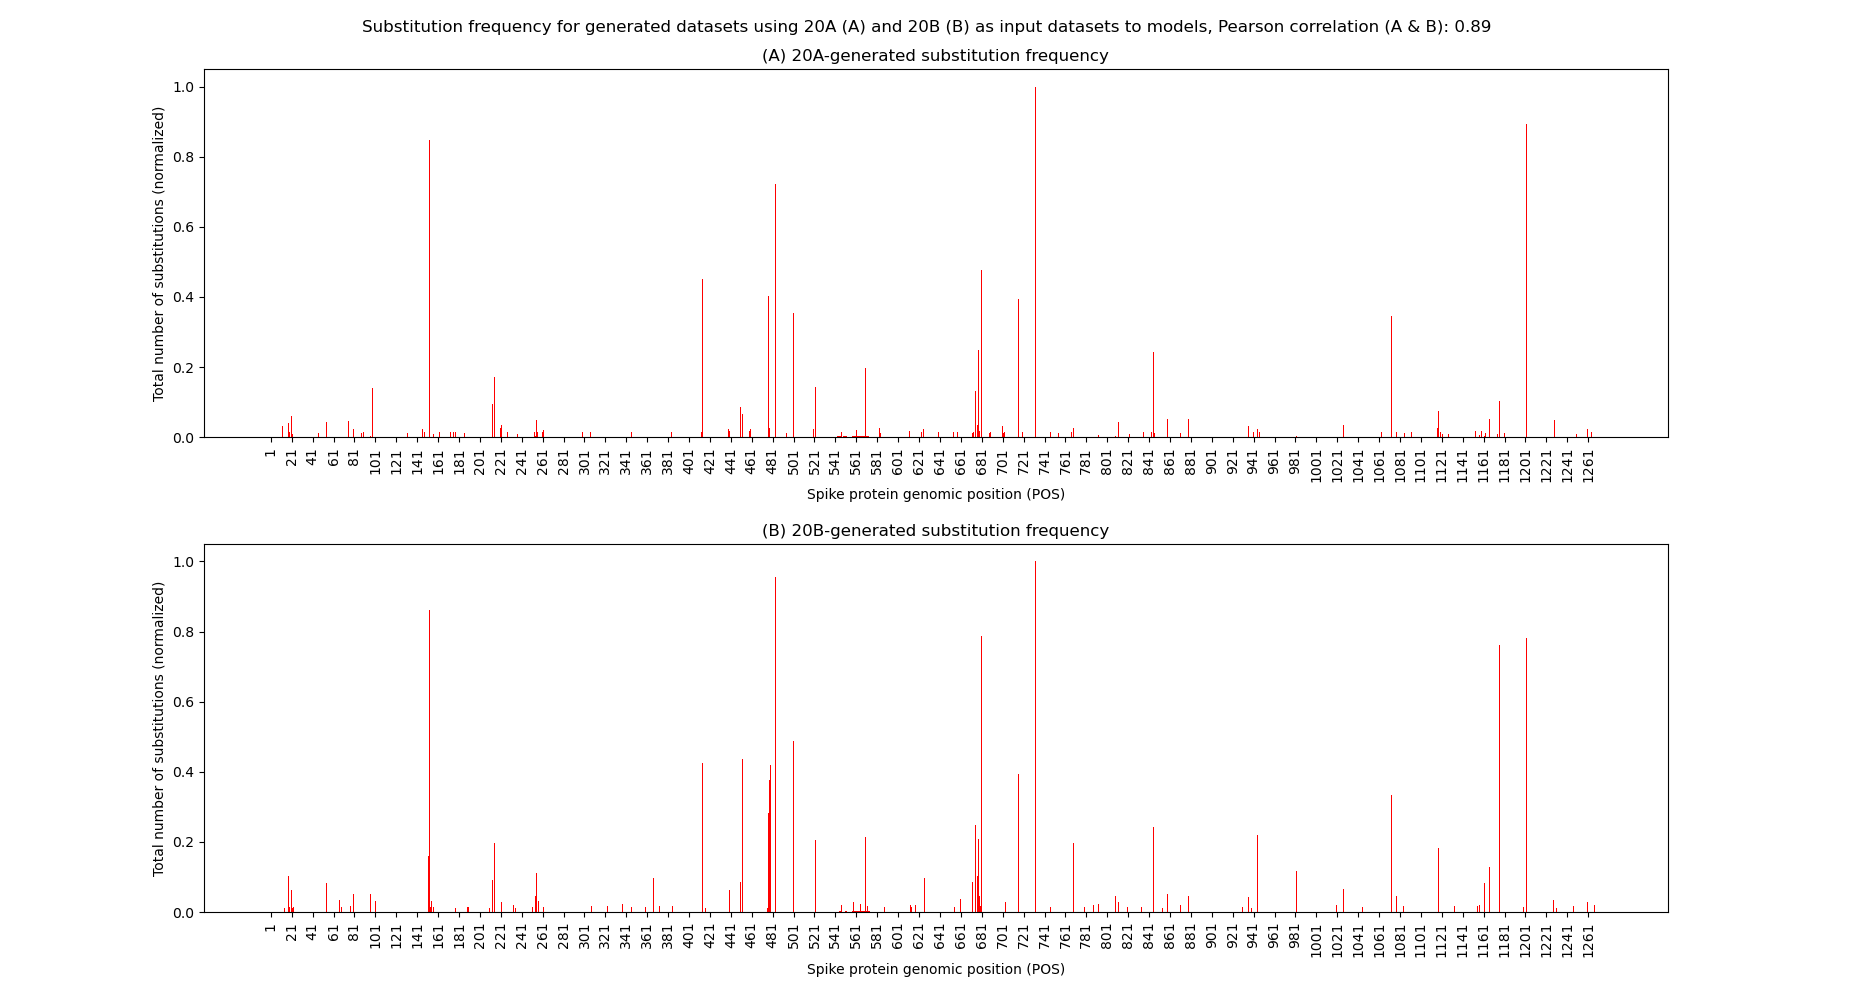 Substitution frequency for generated datasets using 20A (A) and 20B (B) as input datasets to models, Pearson correlation (A & B): 0.89
(A) 20A-generated substitution frequency
Total number of substitutions (normalized)
1.0
0.8
0.6
0.4
0.2
0.0
1 21 41 61 81 101 121 141 161 181 201 221 241 261 281 301 321 341 361 381 401 421 441 461 481 501 521 541 561 581 601 621 641 661 681 701 721 741 761 781 801 821 841 861 881 901 921 941 961 981 1001 1021 1041 1061 1081 1101 1121 1141 1161 1181 1201 1221 1241 1261
Spike protein genomic position (POS)
(B) 20B-generated substitution frequency
Total number of substitutions (normalized)
1.0
0.8
0.6
0.4
0.2
0.0
1 21 41 61 81 101 121 141 161 181 201 221 241 261 281 301 321 341 361 381 401 421 441 461 481 501 521 541 561 581 601 621 641 661 681 701 721 741 761 781 801 821 841 861 881 901 921 941 961 981 1001 1021 1041 1061 1081 1101 1121 1141 1161 1181 1201 1221 1241 1261
Spike protein genomic position (POS)